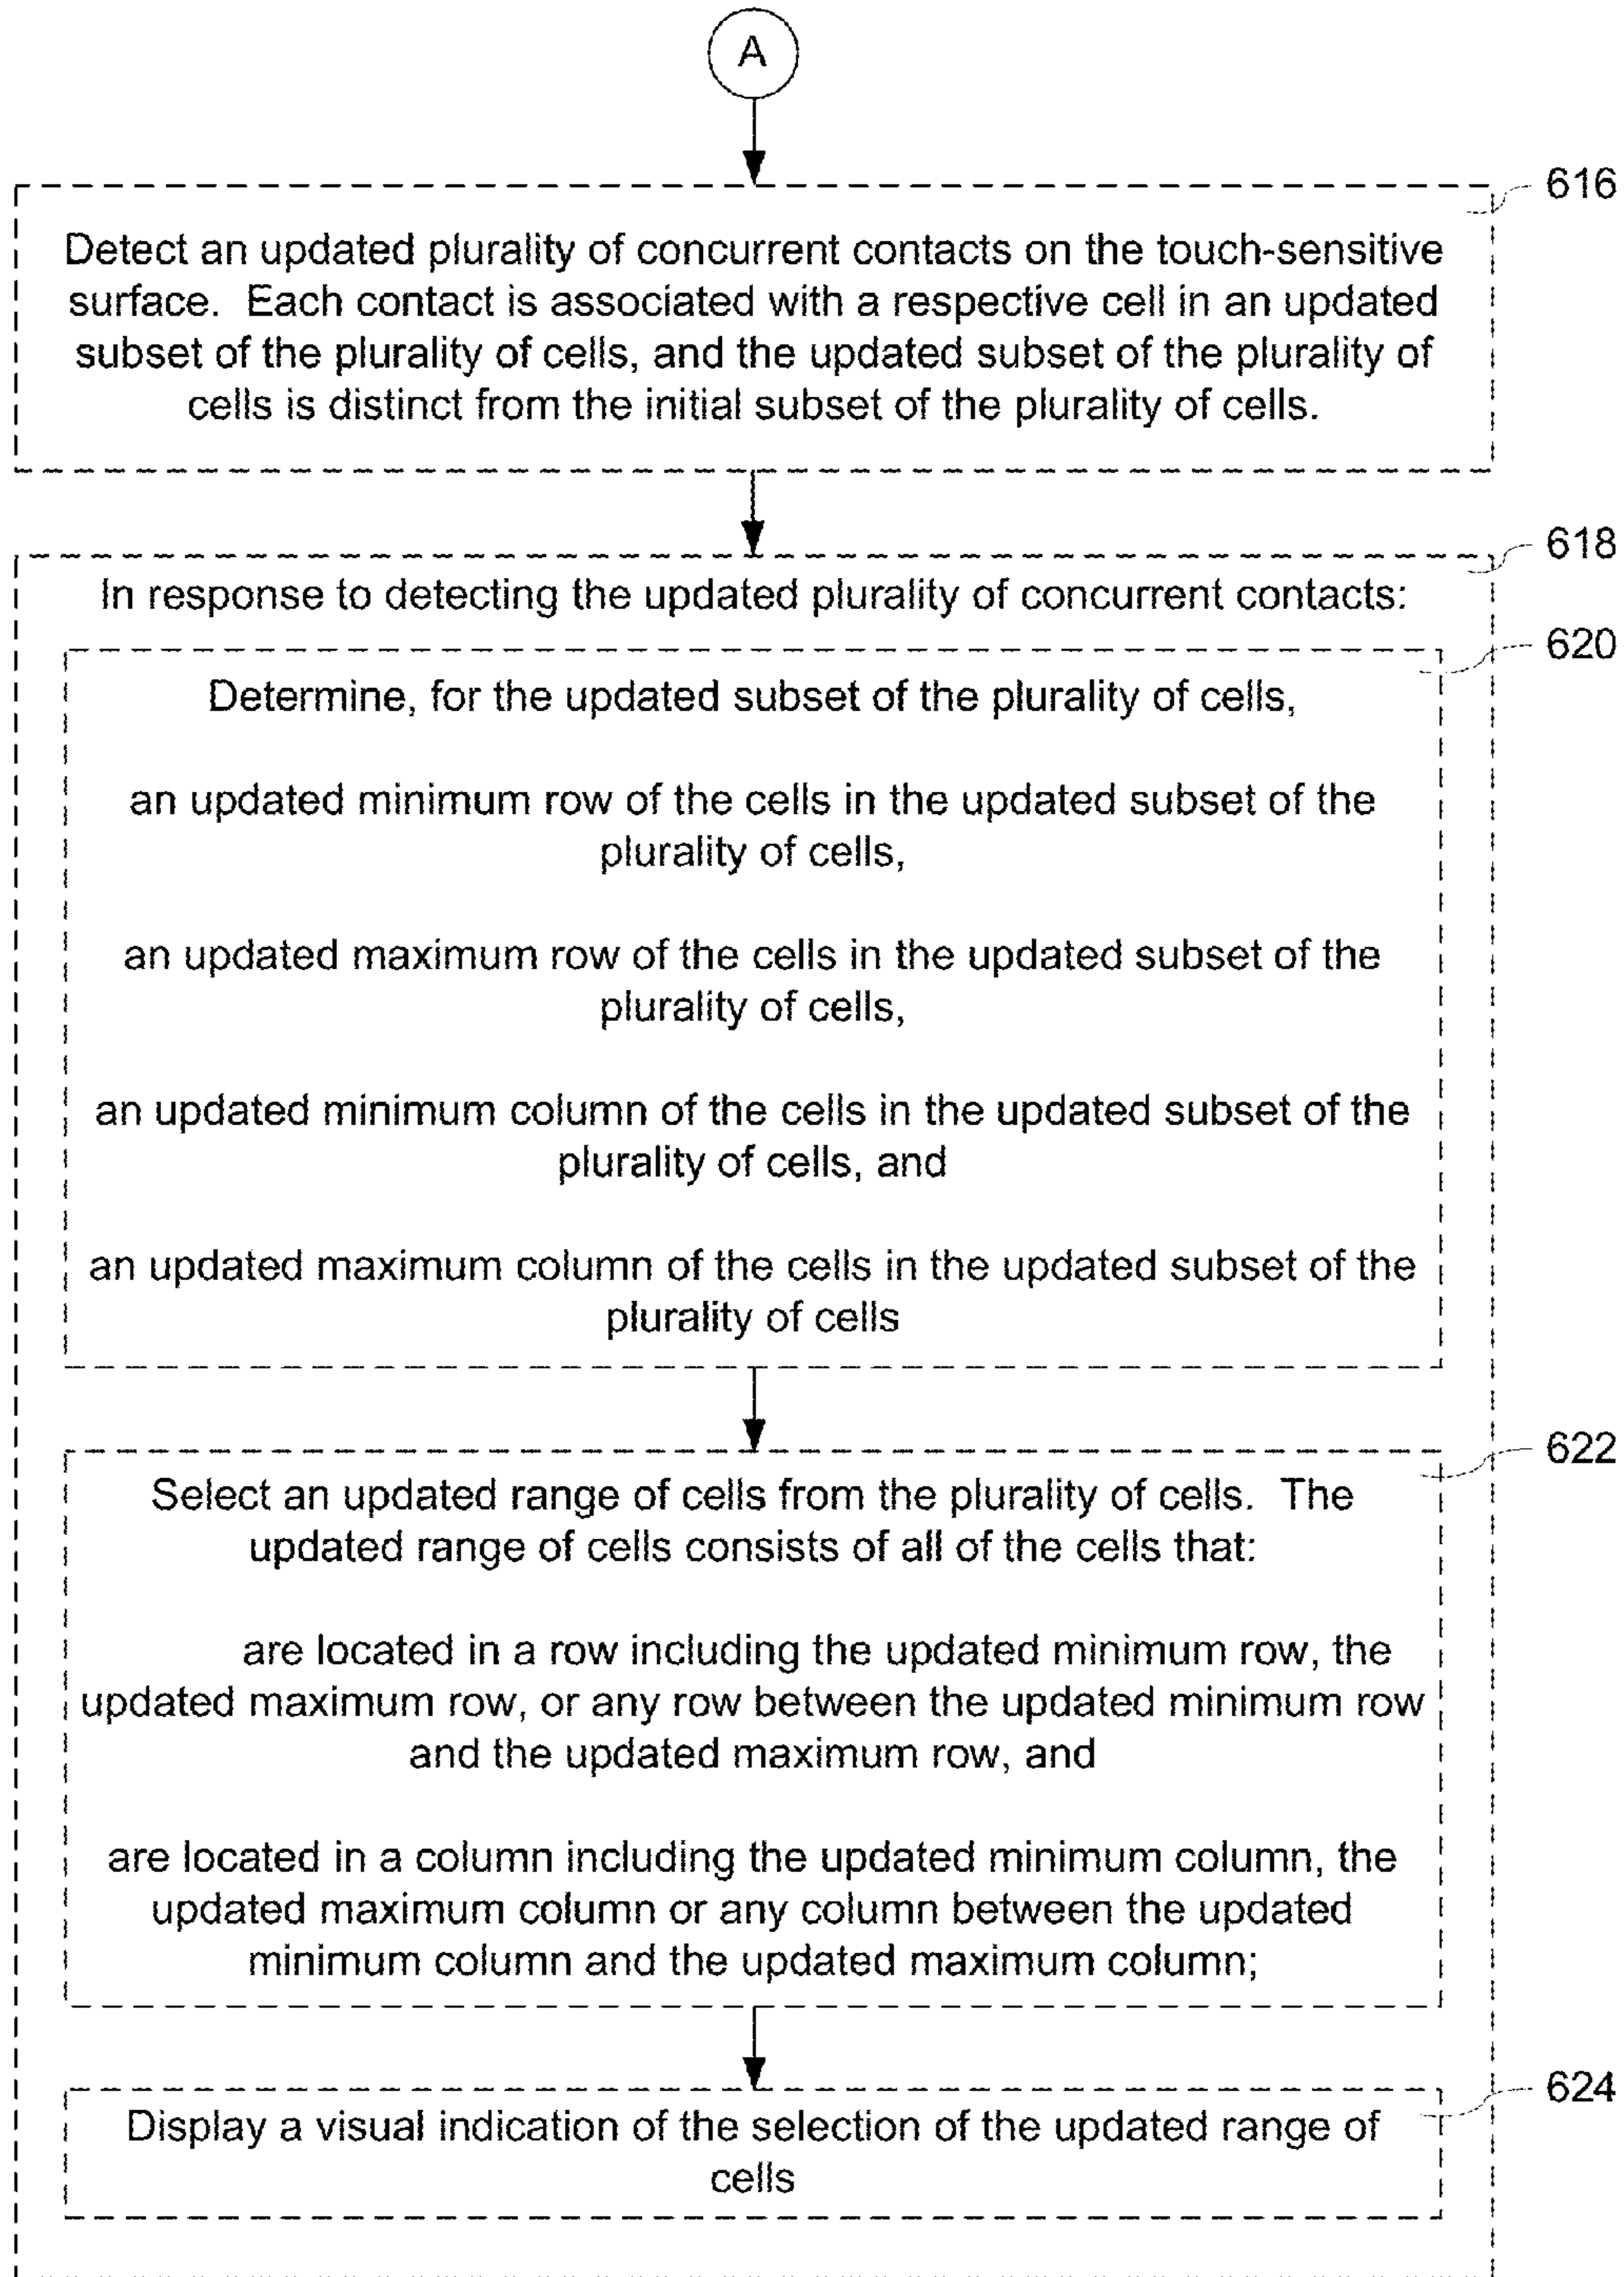 A
616
Detect an updated plurality of concurrent contacts on the touch-sensitive
surface. Each contact is associated with a respective cell in an updated
subset of the plurality of cells, and the updated subset of the plurality of
cells is distinct from the initial subset of the plurality of cells.
618
In response to detecting the updated plurality of concurrent contacts:
620
Determine, for the updated subset of the plurality of cells,
an updated minimum row of the cells in the updated subset of the
plurality of cells,
an updated maximum row of the cells in the updated subset of the
plurality of cells,
an updated minimum column of the cells in the updated subset of the
plurality of cells, and
an updated maximum column of the cells in the updated subset of the
plurality of cells
622
Select an updated range of cells from the plurality of cells. The
updated range of cells consists of all of the cells that:
are located in a row including the updated minimum row, the
updated maximum row, or any row between the updated minimum row
and the updated maximum row, and
are located in a column including the updated minimum column, the
updated maximum column or any column between the updated
minimum column and the updated maximum column;
624
Display a visual indication of the selection of the updated range of
cells